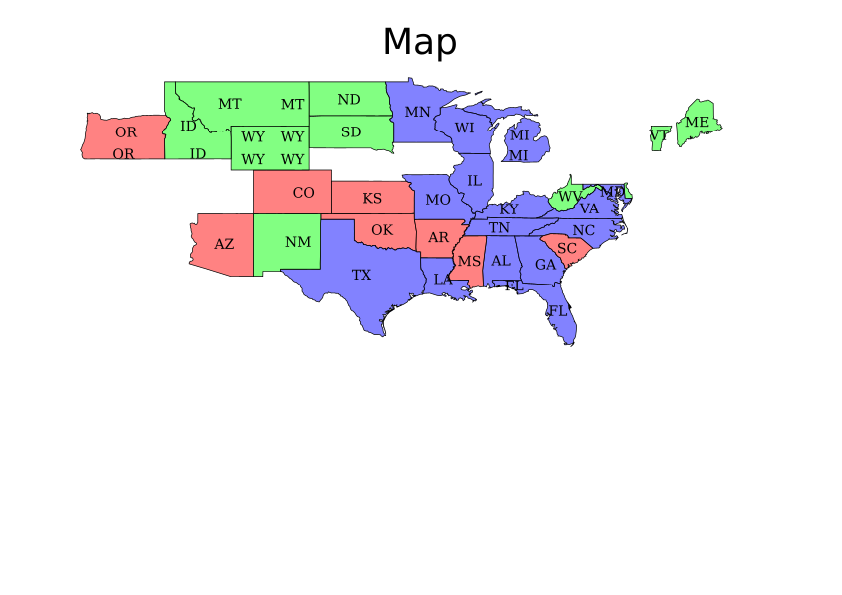 Map
MT MT ND
MN
ME
ID WI
OR SD MI VT
WY WY
OR ID WY WY MI
CO IL
KS MO WV MD
KY VA
AZ NM OK AR TN NC
SC
TX MS AL GA
LA FL
FL